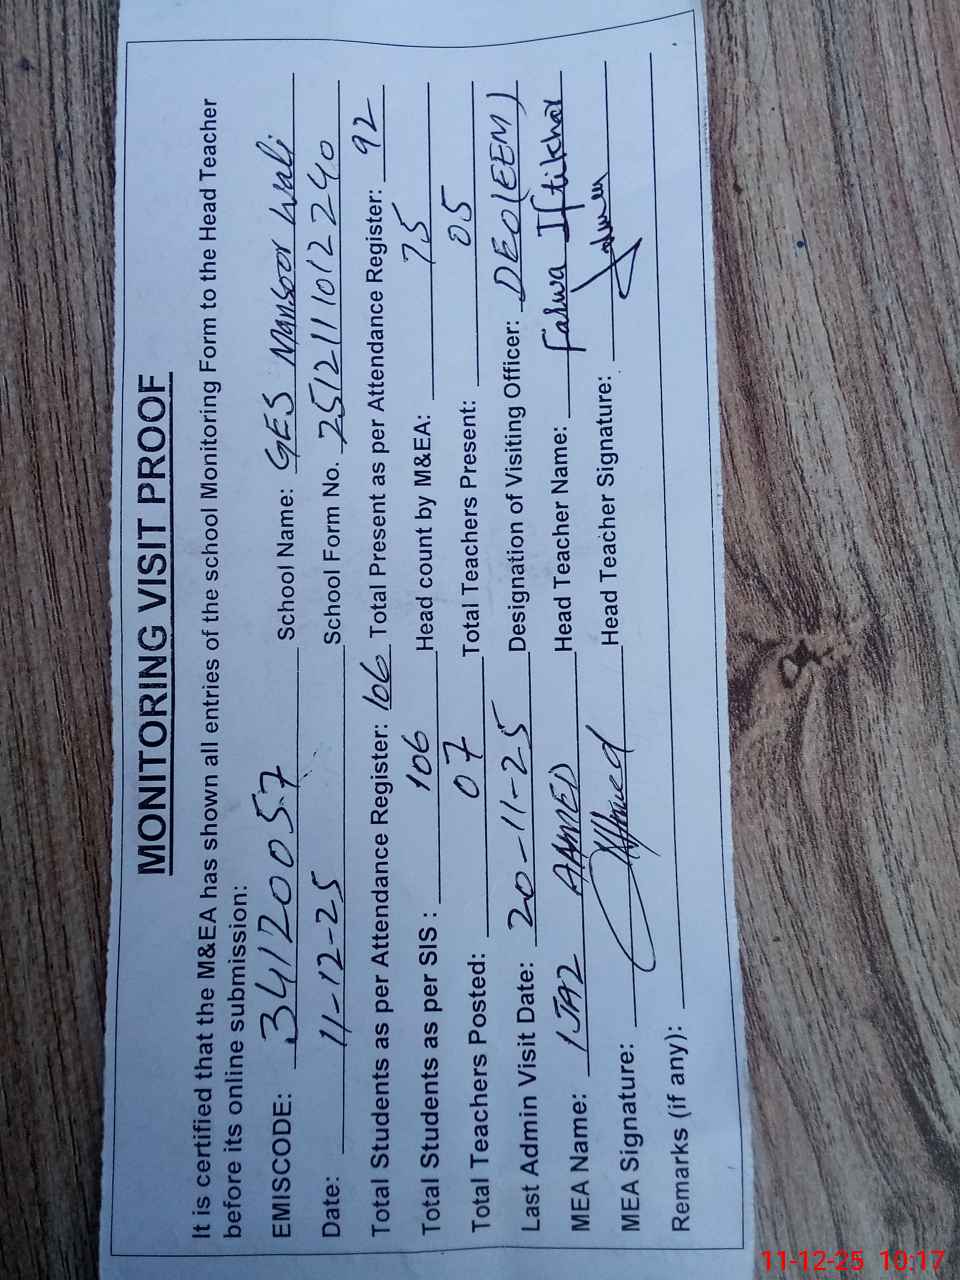 MONITORING VISIT PROOF
It is certified that the M&EA has shown all entries of the school Monitoring Form to the Head Teacher
before its online submission:
EMISCODE: 34120057 School Name: GES Mansoor Wali
Date: 11-12-25 School Form No. 251211101240
Total Students as per Attendance Register: 106 Total Present as per Attendance Register: 92
Total Students as per SIS : 106 Head count by M&EA: 75
Total Teachers Posted: 07 Total Teachers Present: 05
Last Admin Visit Date: 20-11-25 Designation of Visiting Officer: DEO(EEM)
MEA Name: IJAZ AHMED Head Teacher Name: Farwa Iftikhar
MEA Signature: Head Teacher Signature:
Remarks (if any):
11-12-25 10:17